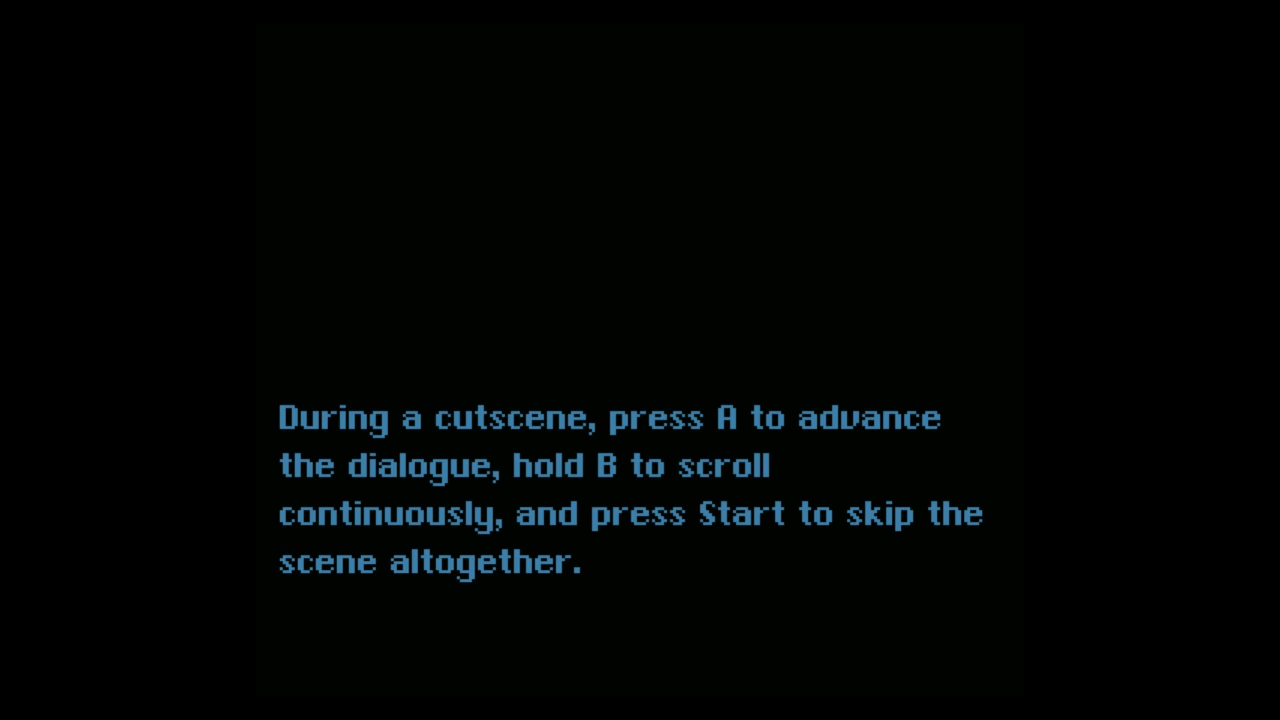 During a cutscene, press A to advance
the dialogue, hold B to scroll
continuously, and press Start to skip the
scene altogether.